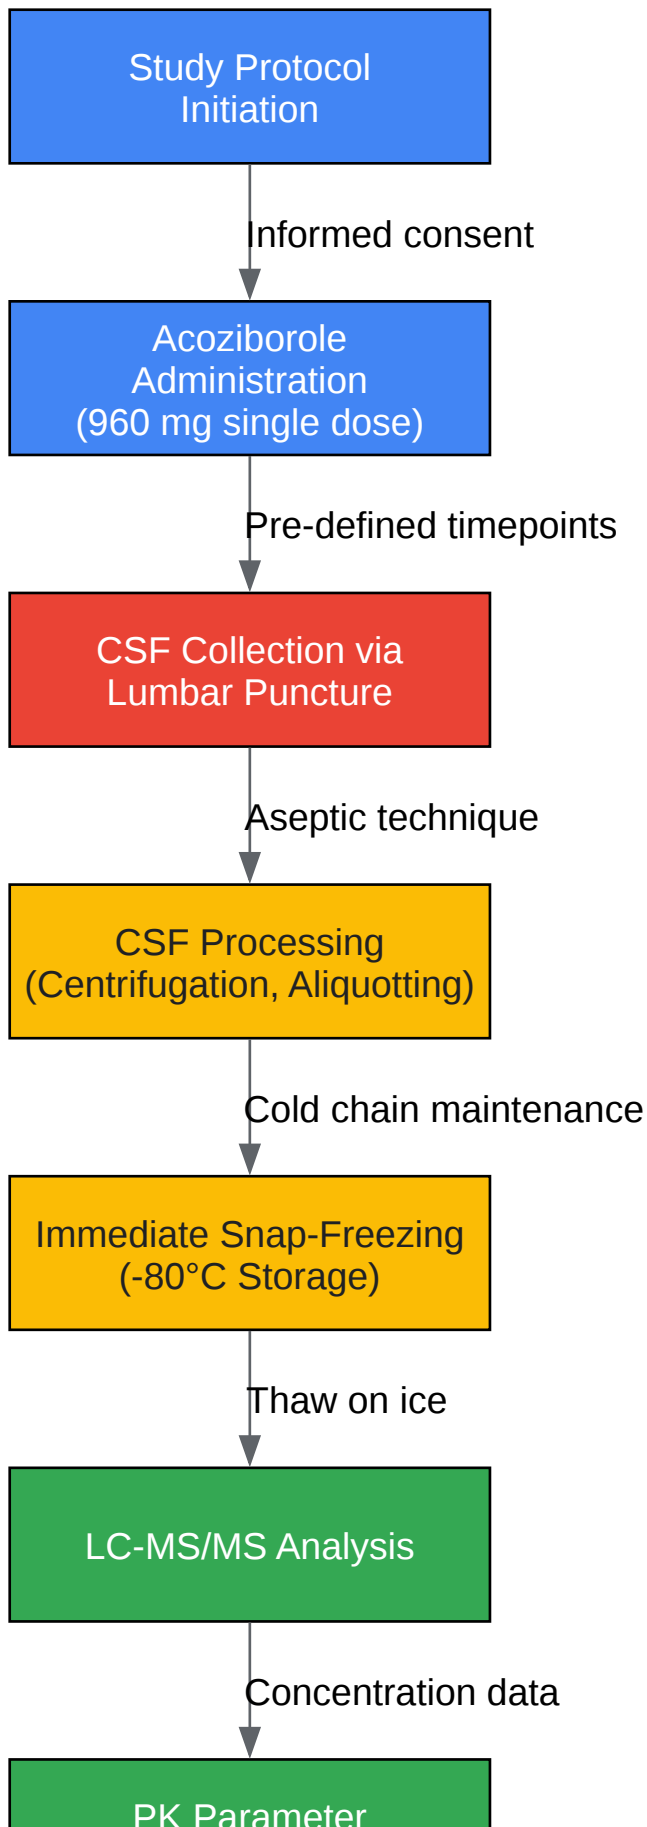 Study Protocol
Initiation
Informed consent
Acoziborole
Administration
(960 mg single dose)
Pre-defined timepoints
CSF Collection via
Lumbar Puncture
Aseptic technique
CSF Processing
(Centrifugation, Aliquotting)
Cold chain maintenance
Immediate Snap-Freezing
(-80°C Storage)
Thaw on ice
LC-MS/MS Analysis
Concentration data
PK Parameter